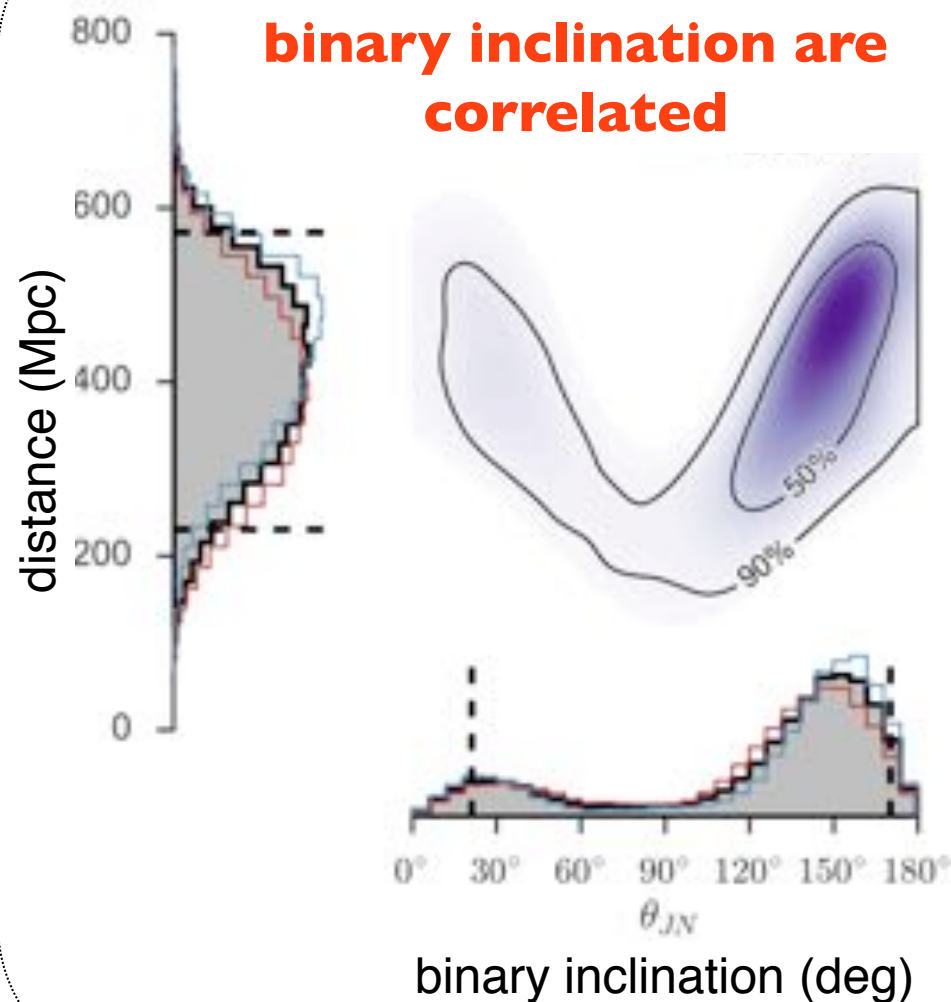 binary inclination are
correlated
800
600
400
200
0
distance (Mpc)
50%
90%
0° 30° 60° 90° 120° 150° 180°
θJN
binary inclination (deg)